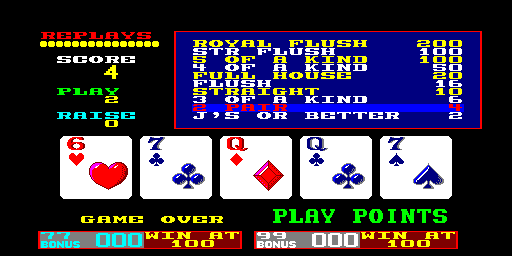 REPLAYS
SCORE
4
PLAY
2
RAISE
0
ROYAL FLUSH 200
STR FLUSH 100
5 OF A KIND 100
4 OF A KIND 50
FULL HOUSE 20
FLUSH 15
STRAIGHT 10
3 OF A KIND 6
2 PAIR 4
J'S OR BETTER 2
6 7 Q Q 7
GAME OVER PLAY POINTS
77 BONUS 000 WIN AT 100
99 BONUS 000 WIN AT 100